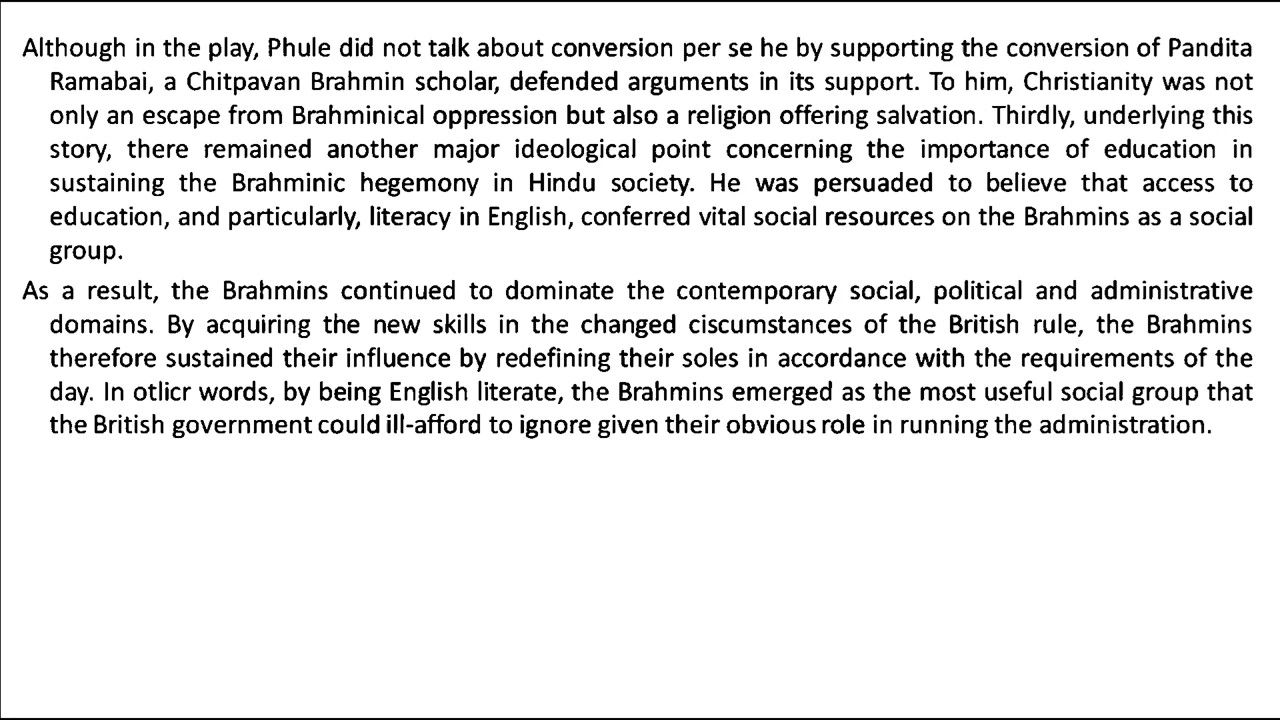 Although in the play, Phule did not talk about conversion per se he by supporting the conversion of Pandita
Ramabai, a Chitpavan Brahmin scholar, defended arguments in its support. To him, Christianity was not
only an escape from Brahminical oppression but also a religion offering salvation. Thirdly, underlying this
story, there remained another major ideological point concerning the importance of education in
sustaining the Brahminic hegemony in Hindu society. He was persuaded to believe that access to
education, and particularly, literacy in English, conferred vital social resources on the Brahmins as a social
group.
As a result, the Brahmins continued to dominate the contemporary social, political and administrative
domains. By acquiring the new skills in the changed ciscumstances of the British rule, the Brahmins
therefore sustained their influence by redefining their soles in accordance with the requirements of the
day. In otlicr words, by being English literate, the Brahmins emerged as the most useful social group that
the British government could ill-afford to ignore given their obvious role in running the administration.